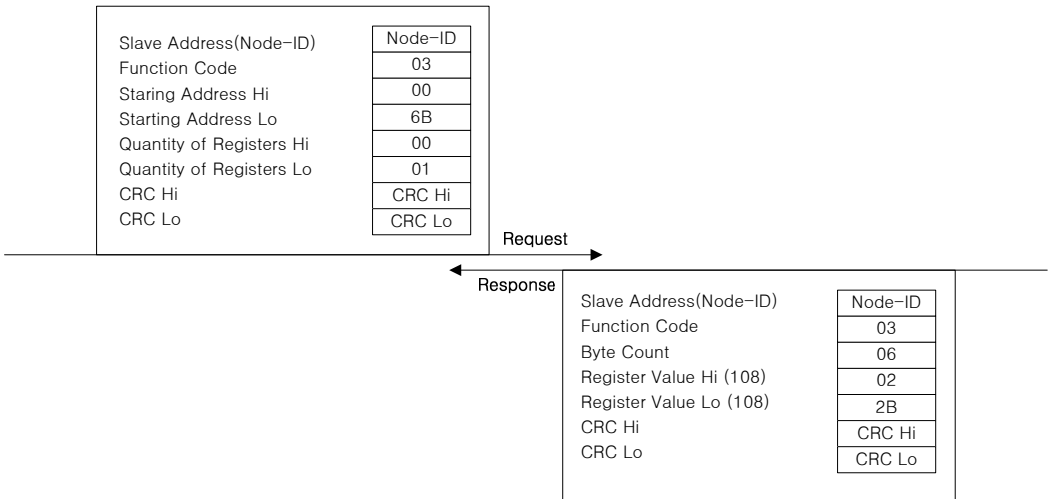 Slave Address(Node-ID) Node-ID
Function Code 03
Staring Address Hi 00
Starting Address Lo 6B
Quantity of Registers Hi 00
Quantity of Registers Lo 01
CRC Hi CRC Hi
CRC Lo CRC Lo
Request
Response
Slave Address(Node-ID) Node-ID
Function Code 03
Byte Count 06
Register Value Hi (108) 02
Register Value Lo (108) 2B
CRC Hi CRC Hi
CRC Lo CRC Lo